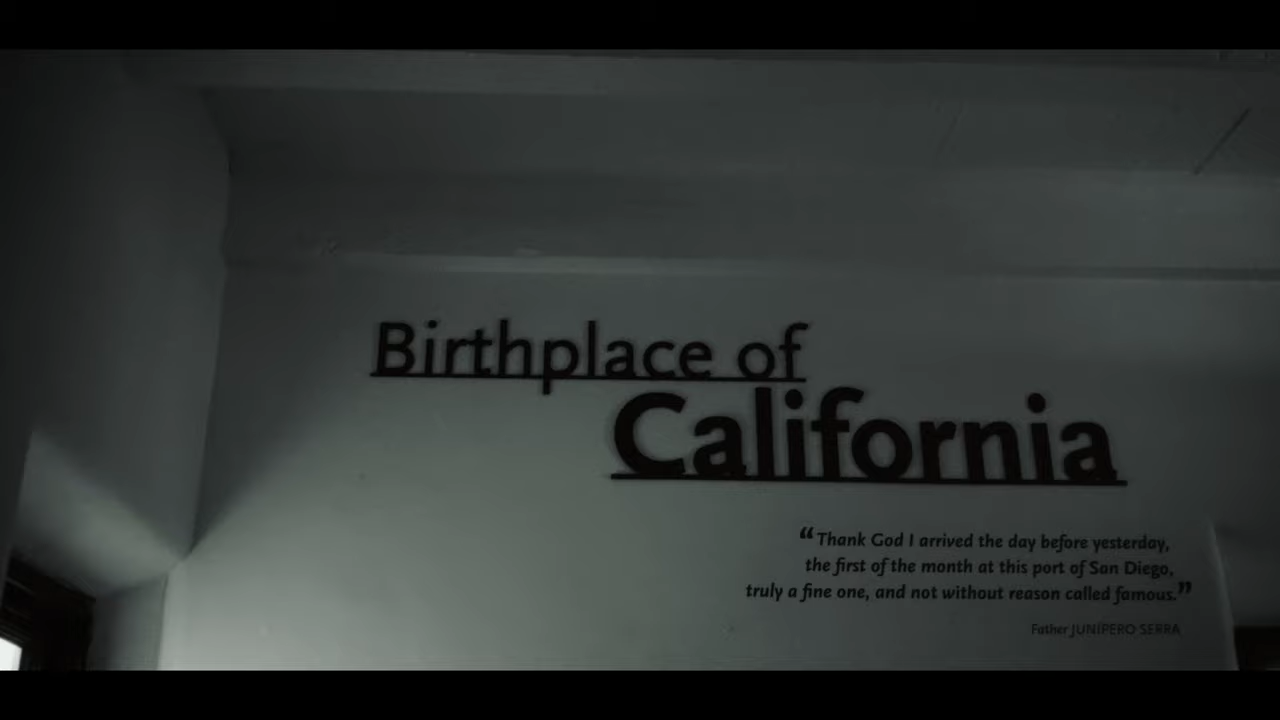 Birthplace of
California
“Thank God I arrived the day before yesterday,
the first of the month at this port of San Diego,
truly a fine one, and not without reason called famous.”
Father JUNÍPERO SERRA